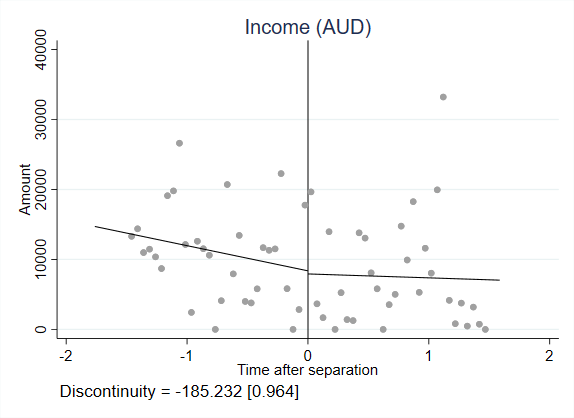 Income (AUD)
40000
30000
20000
10000
0
Amount
-2 -1 0 1 2
Time after separation
Discontinuity = -185.232 [0.964]